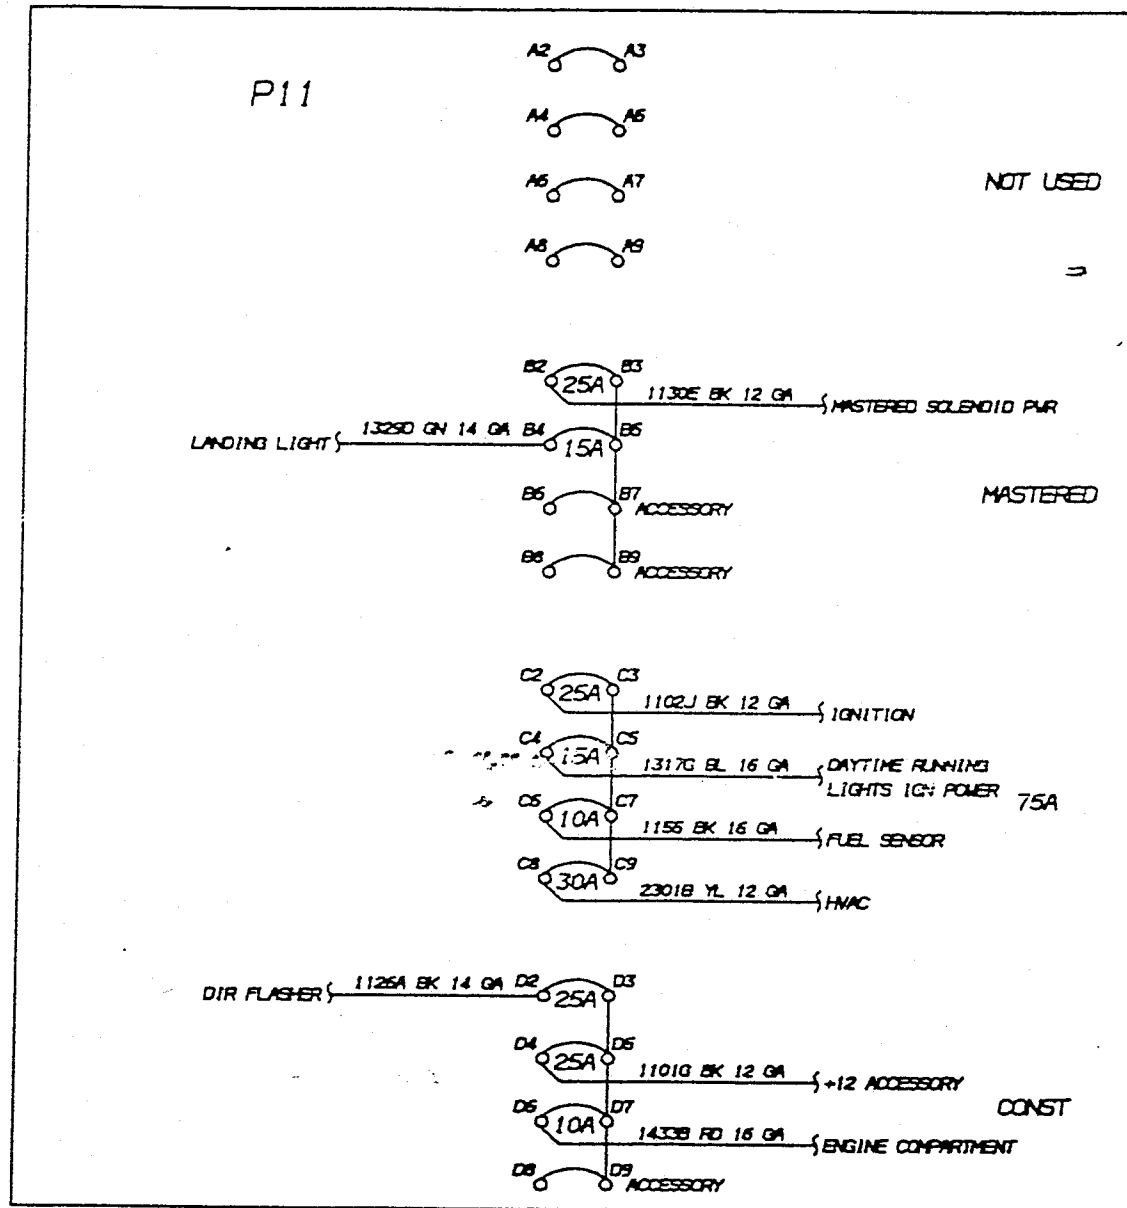 A2 A3
P11
A4 A5
A6 A7
NOT USED
A8 A9
B2 B3
25A
1130E BK 12 GA
MASTERED SOLENOID PWR
LANDING LIGHT
1329D GN 14 GA B4 B5
15A
B6 B7
ACCESSORY
MASTERED
B8 B9
ACCESSORY
C2 C3
25A
1102J BK 12 GA
IGNITION
C4 C5
15A
1317G BL 16 GA
DAYTIME RUNNING
LIGHTS IGN POWER
75A
C6 C7
10A
1156 BK 16 GA
FUEL SENSOR
C8 C9
30A
2301B YL 12 GA
HVAC
DIR FLASHER
1126A BK 14 GA D2 D3
25A
D4 D5
25A
1101G BK 12 GA
+12 ACCESSORY
CONST
D6 D7
10A
1433B RD 16 GA
ENGINE COMPARTMENT
D8 D9
ACCESSORY